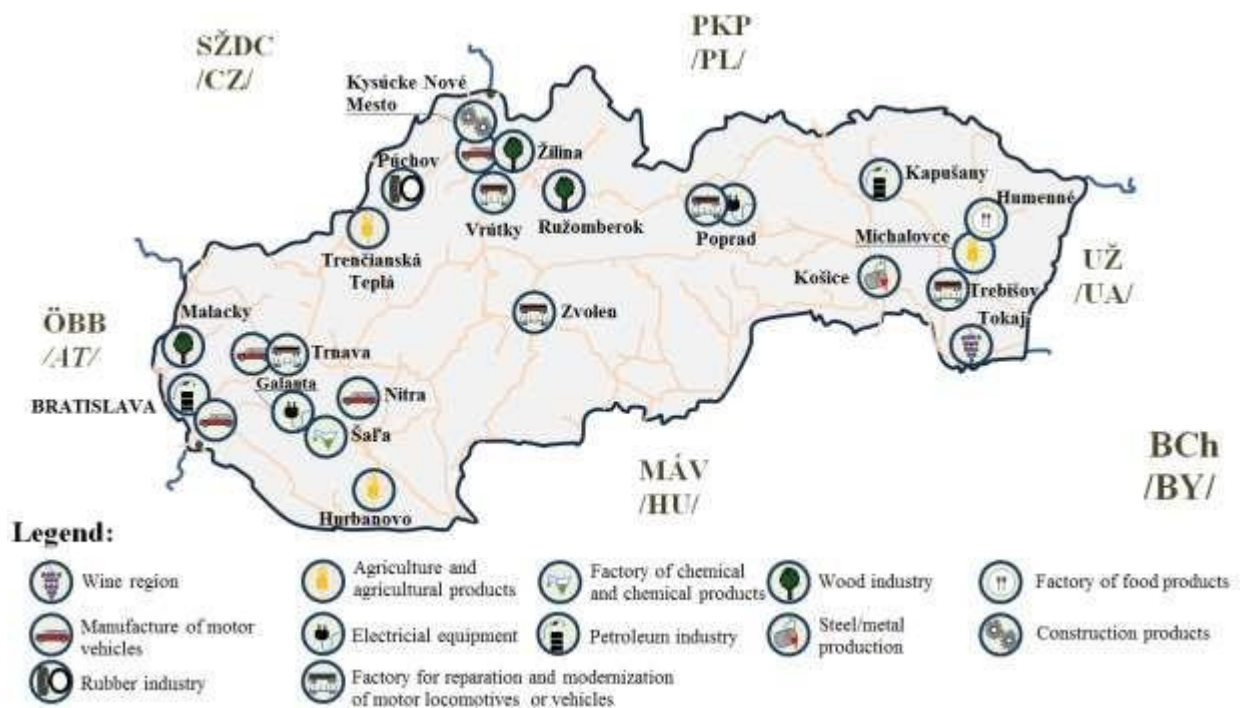 SŽDC
/CZ/
PKP
/PL/
Kysúcke Nové
Mesto
Žilina
Púchov
Kapušany
Humenné
Vrútky
Ružomberok
Poprad
Michalovce
Trenčianská
Teplá
UŽ
/UA/
Košice
Trebišov
Malacky
ÖBB
/AT/
Zvolen
Tokaj
Trnava
Galanta
Nitra
BRATISLAVA
Šaľa
MÁV
/HU/
BCh
/BY/
Hurbanovo
Legend:
Wine region
Agriculture and
agricultural products
Factory of chemical
and chemical products
Wood industry
Factory of food products
Manufacture of motor
vehicles
Electricial equipment
Petroleum industry
Steel/metal
production
Construction products
Rubber industry
Factory for reparation and modernization
of motor locomotives or vehicles